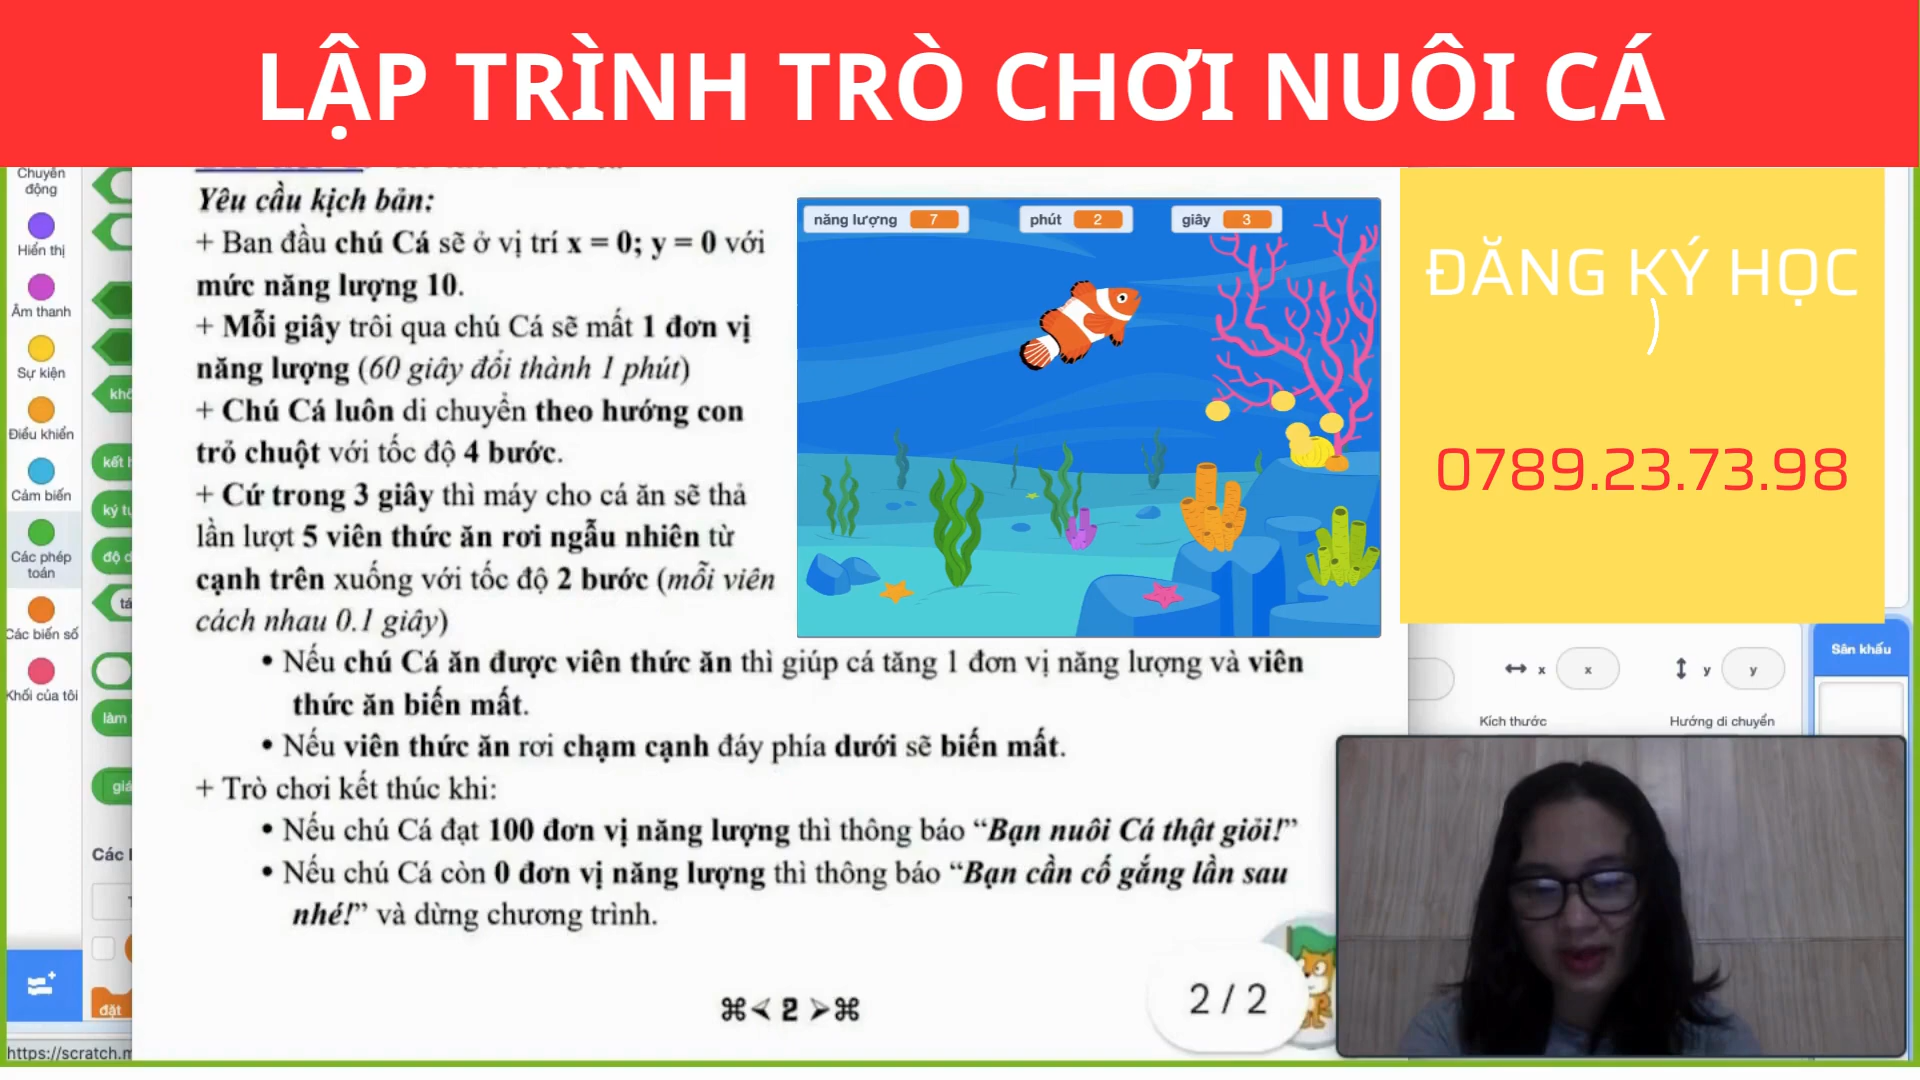 LẬP TRÌNH TRÒ CHƠI NUÔI CÁ
Chuyển
động
Hiển thị
Âm thanh
Sự kiện
Điều khiển
Cảm biến
Các phép
toán
Các biến số
Khối của tôi
kết h
ký tự
độ d
làm
giá
Các l
đặt
https://scratch.m
Yêu cầu kịch bản:
+ Ban đầu chú Cá sẽ ở vị trí x = 0; y = 0 với
mức năng lượng 10.
+ Mỗi giây trôi qua chú Cá sẽ mất 1 đơn vị
năng lượng (60 giây đổi thành 1 phút)
+ Chú Cá luôn di chuyển theo hướng con
trỏ chuột với tốc độ 4 bước.
+ Cứ trong 3 giây thì máy cho cá ăn sẽ thả
lần lượt 5 viên thức ăn rơi ngẫu nhiên từ
cạnh trên xuống với tốc độ 2 bước (mỗi viên
cách nhau 0.1 giây)
• Nếu chú Cá ăn được viên thức ăn thì giúp cá tăng 1 đơn vị năng lượng và viên
thức ăn biến mất.
• Nếu viên thức ăn rơi chạm cạnh đáy phía dưới sẽ biến mất.
+ Trò chơi kết thúc khi:
• Nếu chú Cá đạt 100 đơn vị năng lượng thì thông báo “Bạn nuôi Cá thật giỏi!”
• Nếu chú Cá còn 0 đơn vị năng lượng thì thông báo “Bạn cần cố gắng lần sau
nhé!” và dừng chương trình.
⌘ ⮜ 2 ⮞ ⌘
2 / 2
năng lượng 7
phút 2
giây 3
ĐĂNG KÝ HỌC
)
0789.23.73.98
x x
y y
Kích thước
Hướng di chuyển
Sân khấu